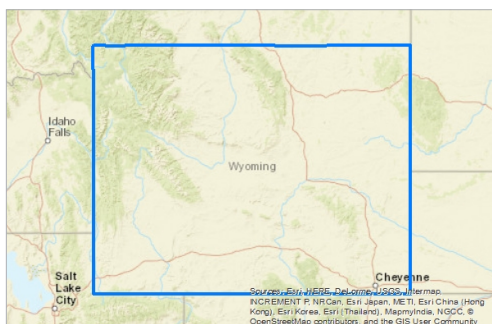 Idaho
Falls
Wyoming
Salt
Lake
City
Cheyenne
Sources: Esri, HERE, DeLorme, USGS, Intermap,
INCREMENT P, NRCan, Esri Japan, METI, Esri China (Hong
Kong), Esri Korea, Esri (Thailand), MapmyIndia, NGCC, ©
OpenStreetMap contributors, and the GIS User Community